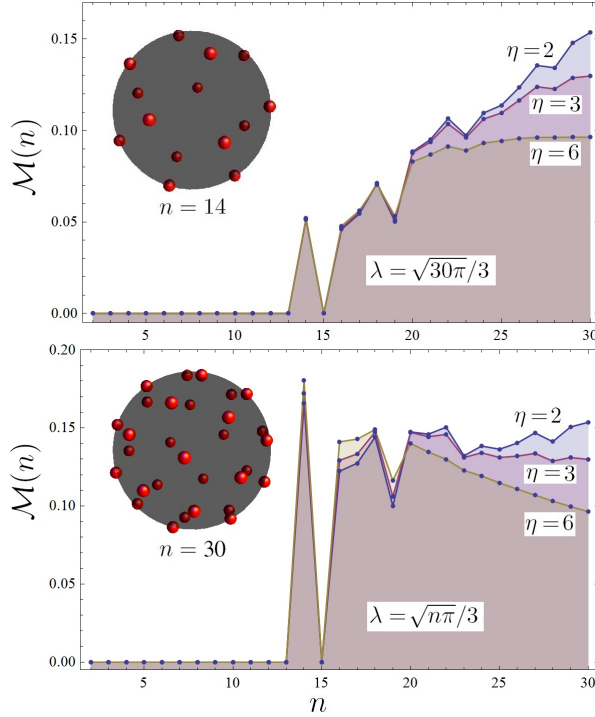 0.15
0.10
0.05
0.00
M(n)
n = 14
η = 2
η = 3
η = 6
λ = √30π/3
5 10 15 20 25 30
0.20
0.15
0.10
0.05
0.00
M(n)
n = 30
η = 2
η = 3
η = 6
λ = √nπ/3
5 10 15 20 25 30
n